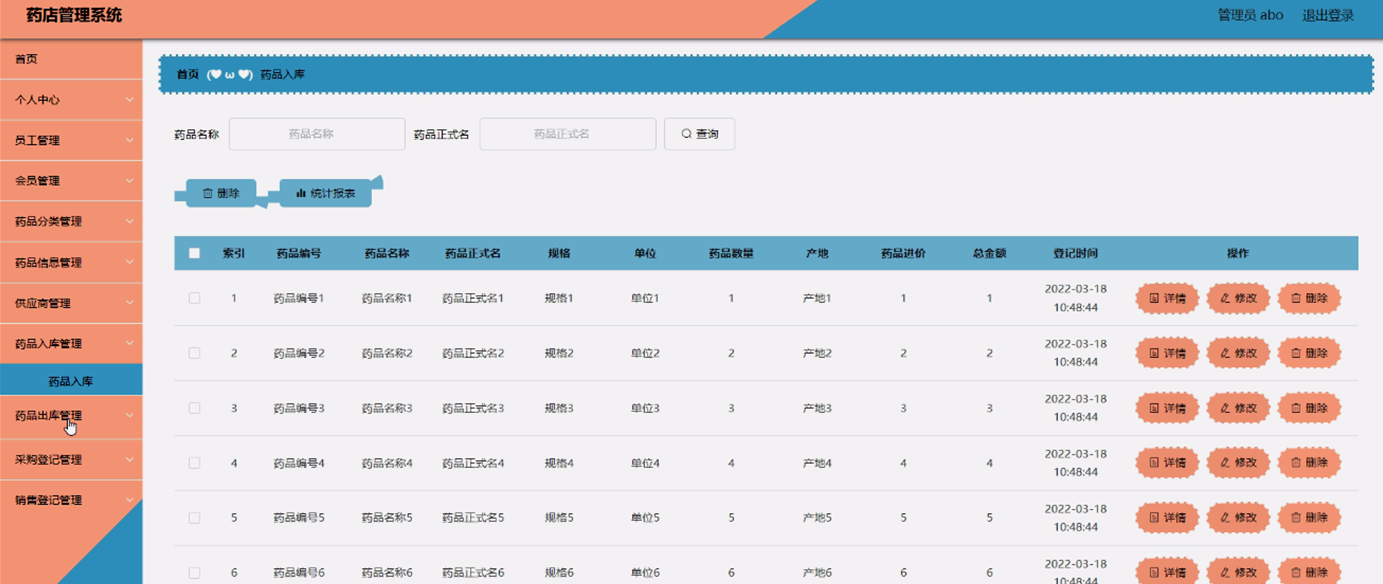 药店管理系统
管理员 abo 退出登录
首页
个人中心
员工管理
会员管理
药品分类管理
药品信息管理
供应商管理
药品入库管理
药品入库
药品出库管理
采购登记管理
销售登记管理
首页 (♥ω♥) 药品入库
药品名称 药品名称 药品正式名 药品正式名 查询
删除 统计报表
索引 药品编号 药品名称 药品正式名 规格 单位 药品数量 产地 药品进价 总金额 登记时间 操作
1 药品编号1 药品名称1 药品正式名1 规格1 单位1 1 产地1 1 1 2022-03-18 10:48:44 详情 修改 删除
2 药品编号2 药品名称2 药品正式名2 规格2 单位2 2 产地2 2 2 2022-03-18 10:48:44 详情 修改 删除
3 药品编号3 药品名称3 药品正式名3 规格3 单位3 3 产地3 3 3 2022-03-18 10:48:44 详情 修改 删除
4 药品编号4 药品名称4 药品正式名4 规格4 单位4 4 产地4 4 4 2022-03-18 10:48:44 详情 修改 删除
5 药品编号5 药品名称5 药品正式名5 规格5 单位5 5 产地5 5 5 2022-03-18 10:48:44 详情 修改 删除
6 药品编号6 药品名称6 药品正式名6 规格6 单位6 6 产地6 6 6 2022-03-18 10:48:44 详情 修改 删除